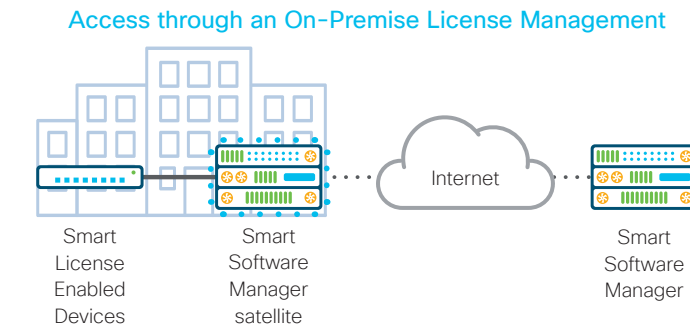 Access through an On-Premise License Management
Internet
Smart
License
Enabled
Devices
Smart
Software
Manager
satellite
Smart
Software
Manager